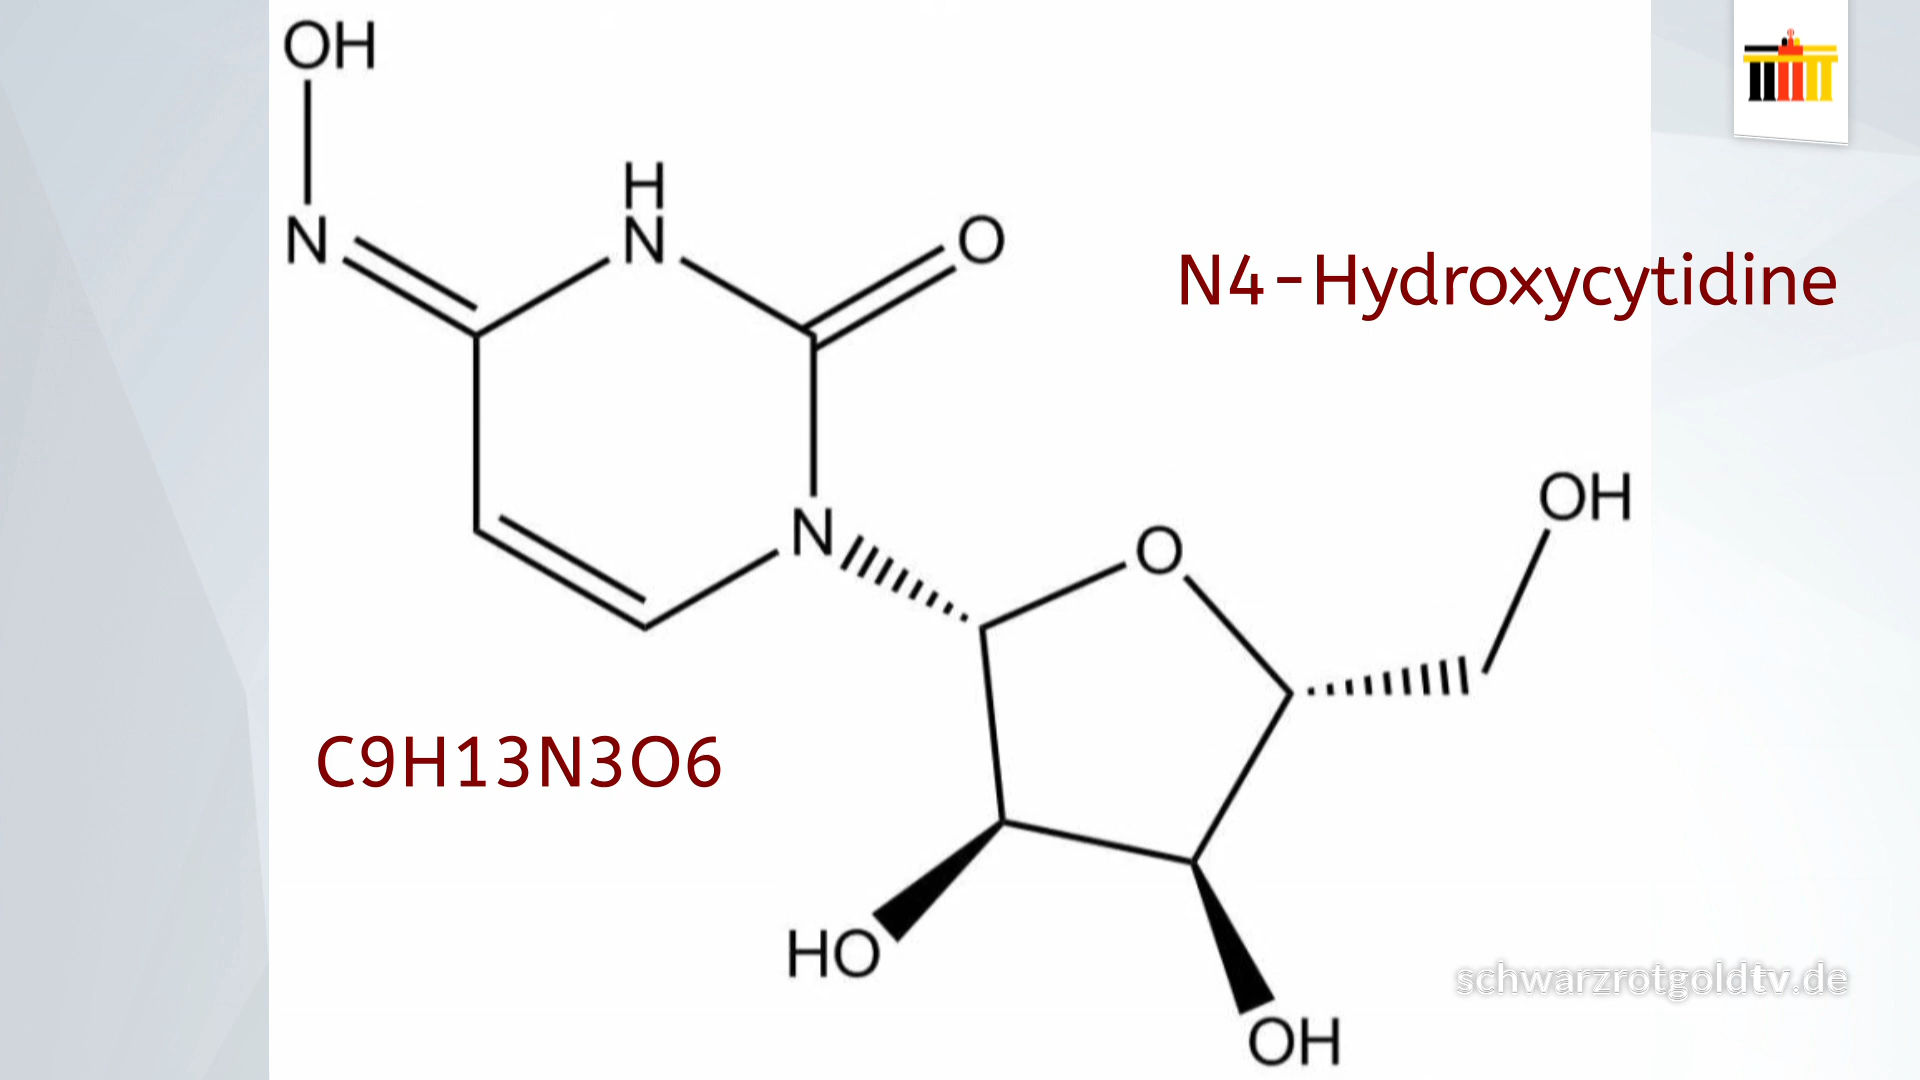 OH
H
N
N
O
N4-Hydroxycytidine
OH
N
O
C9H13N3O6
HO
schwarzrotgoldtv.de
OH